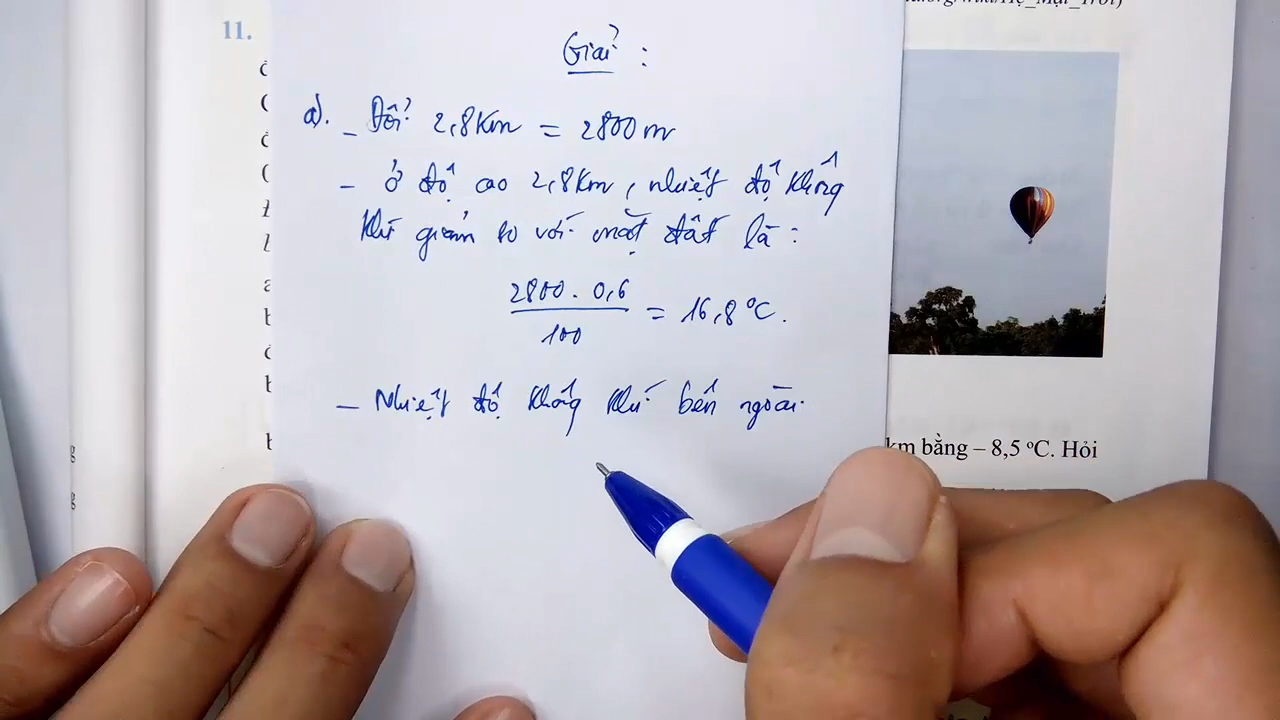 11.
Giải :
a). - Đổi 2,8 Km = 2800 m
- ở độ cao 2,8 Km, nhiệt độ không
khí giảm so với mặt đất là :
2800 . 0,6
100
= 16,8 °C.
- Nhiệt độ không khí bên ngoài
km bằng – 8,5 °C. Hỏi